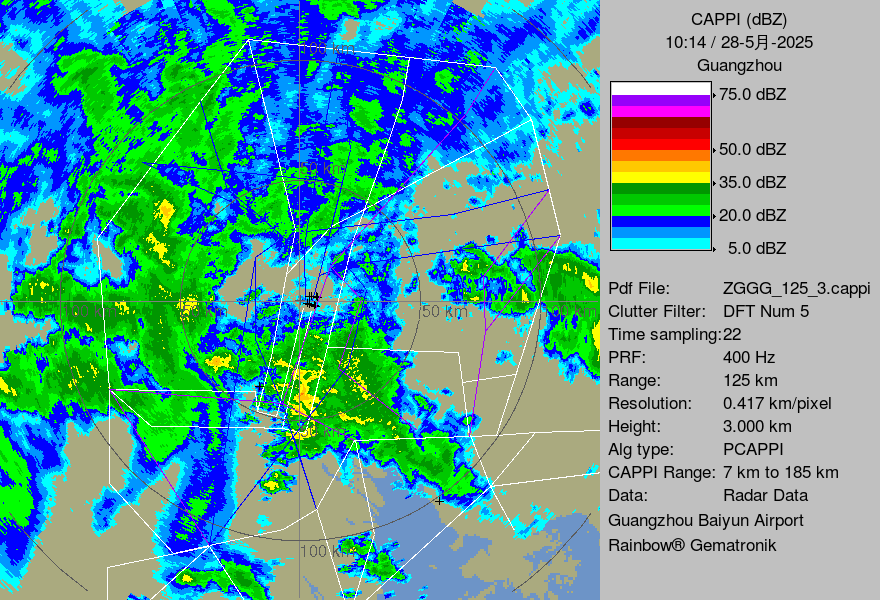 CAPPI (dBZ)
10:14 / 28-5月-2025
Guangzhou
75.0 dBZ
50.0 dBZ
35.0 dBZ
20.0 dBZ
5.0 dBZ
Pdf File: ZGGG_125_3.cappi
Clutter Filter: DFT Num 5
Time sampling:22
PRF: 400 Hz
Range: 125 km
Resolution: 0.417 km/pixel
Height: 3.000 km
Alg type: PCAPPI
CAPPI Range: 7 km to 185 km
Data: Radar Data
Guangzhou Baiyun Airport
Rainbow® Gematronik
50 km
100 km